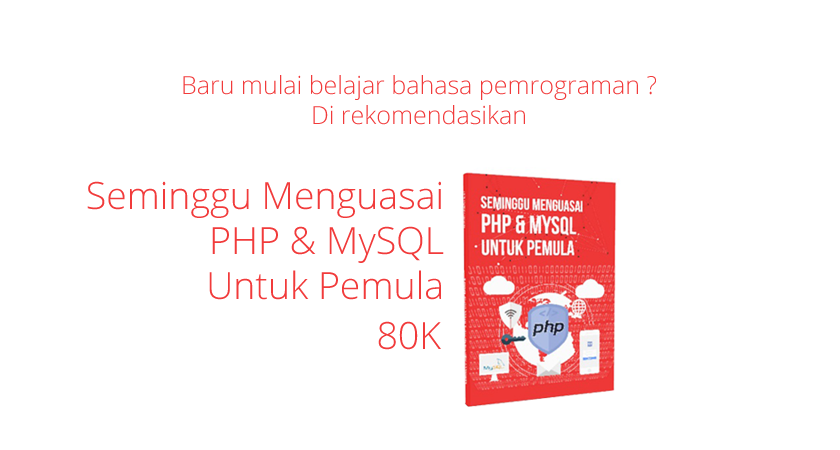 Baru mulai belajar bahasa pemrograman ?
Di rekomendasikan
Seminggu Menguasai
PHP & MySQL
Untuk Pemula
80K
SEMINGGU MENGUASAI
PHP & MYSQL
UNTUK PEMULA
php